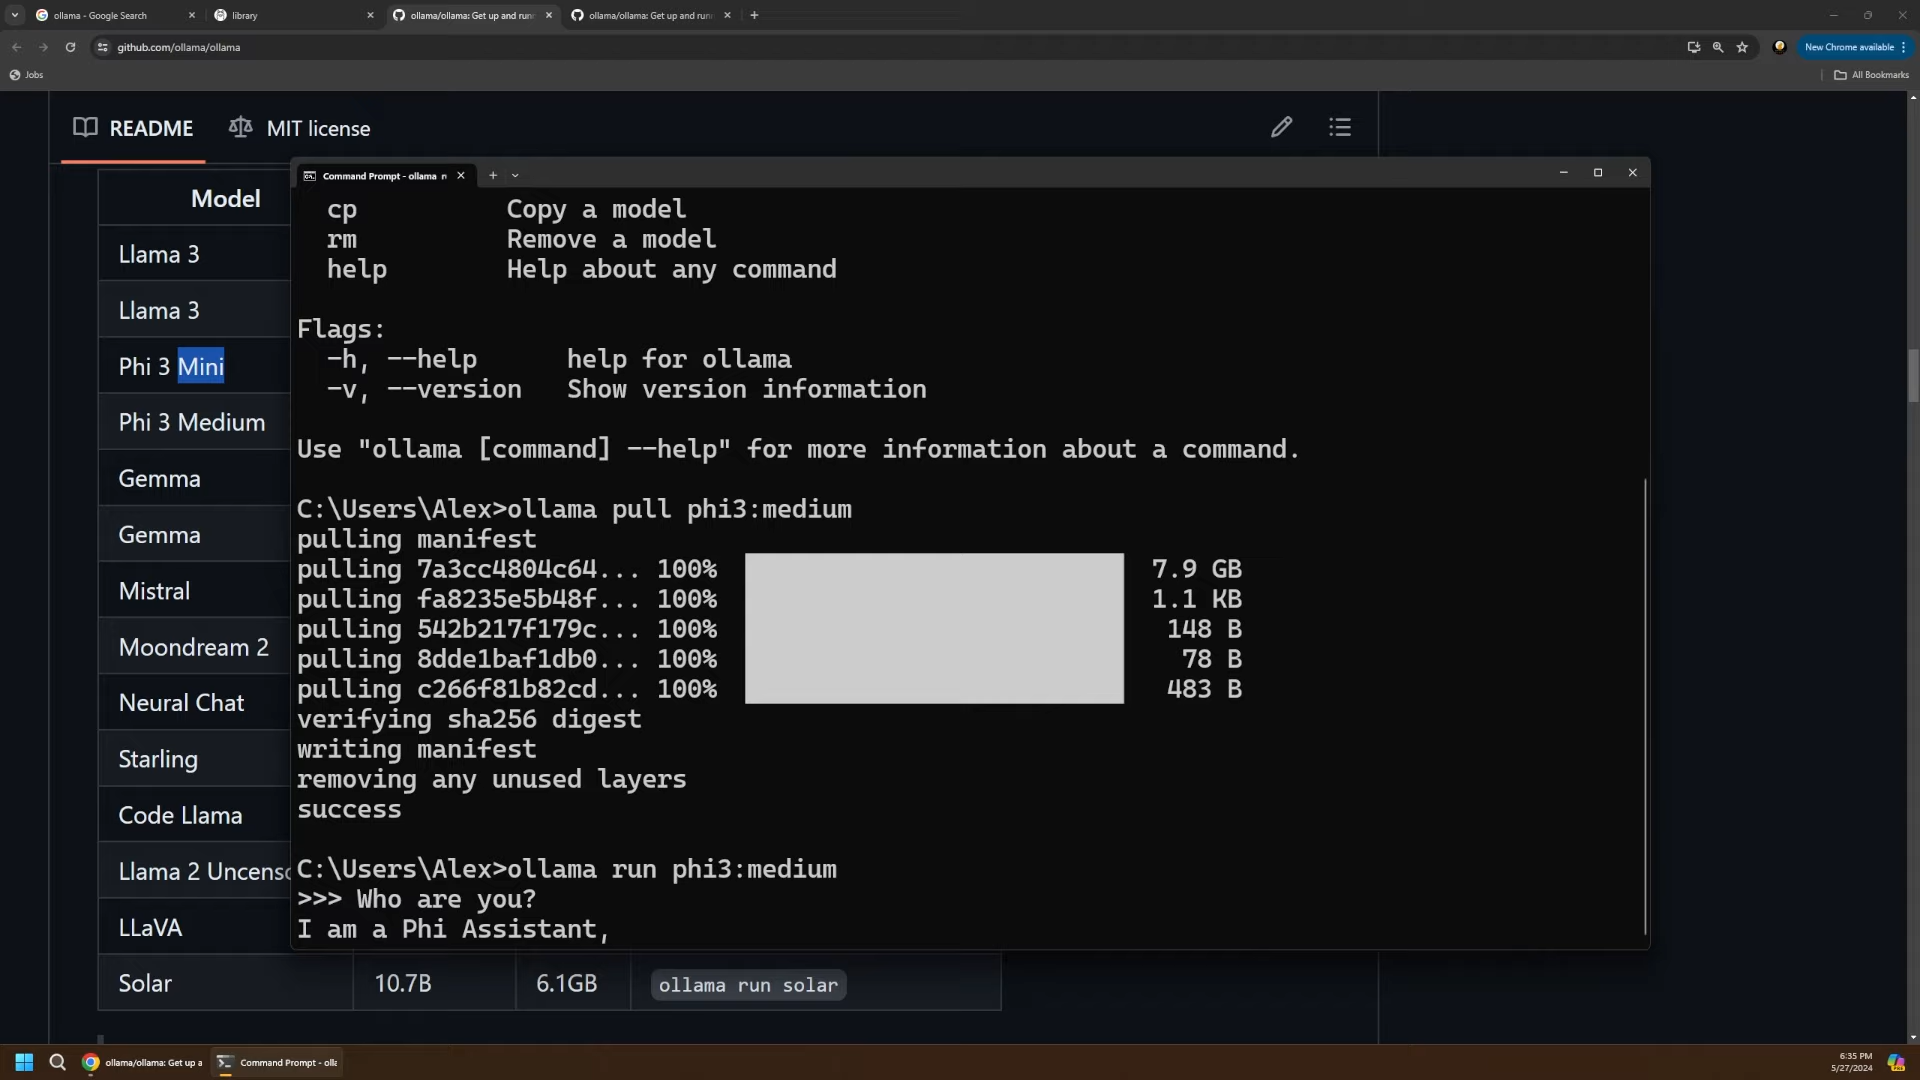 ollama - Google Search
library
ollama/ollama: Get up and run
ollama/ollama: Get up and run
github.com/ollama/ollama
New Chrome available
Jobs
All Bookmarks
README
MIT license
Command Prompt - ollama r
Model
Llama 3
Llama 3
Phi 3 Mini
Phi 3 Medium
Gemma
Gemma
Mistral
Moondream 2
Neural Chat
Starling
Code Llama
Llama 2 Uncenso
LLaVA
Solar 10.7B 6.1GB ollama run solar
cp Copy a model
rm Remove a model
help Help about any command
Flags:
-h, --help help for ollama
-v, --version Show version information
Use "ollama [command] --help" for more information about a command.
C:\Users\Alex>ollama pull phi3:medium
pulling manifest
pulling 7a3cc4804c64... 100% 7.9 GB
pulling fa8235e5b48f... 100% 1.1 KB
pulling 542b217f179c... 100% 148 B
pulling 8dde1baf1db0... 100% 78 B
pulling c266f81b82cd... 100% 483 B
verifying sha256 digest
writing manifest
removing any unused layers
success
C:\Users\Alex>ollama run phi3:medium
>>> Who are you?
I am a Phi Assistant,
ollama/ollama: Get up a
Command Prompt - olla
6:35 PM
5/27/2024